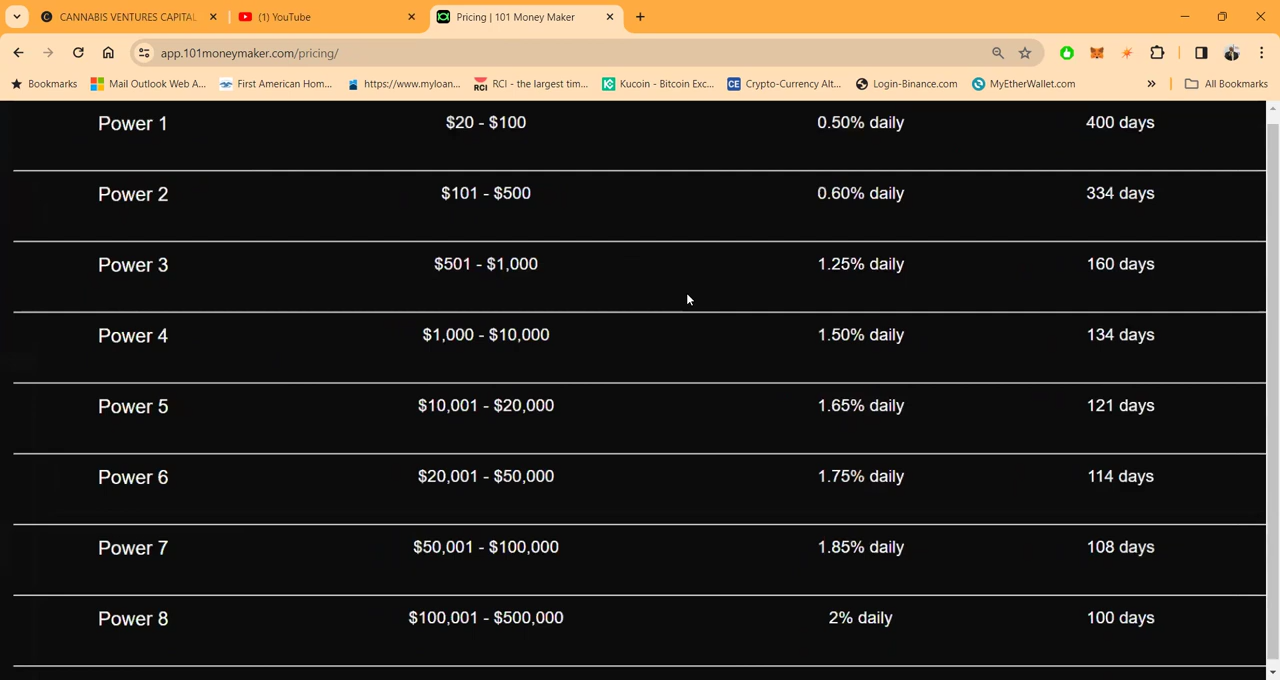 CANNABIS VENTURES CAPITAL
(1) YouTube
Pricing | 101 Money Maker
app.101moneymaker.com/pricing/
Bookmarks
Mail Outlook Web A...
First American Hom...
https://www.myloan...
RCI - the largest tim...
Kucoin - Bitcoin Exc...
Crypto-Currency Alt...
Login-Binance.com
MyEtherWallet.com
All Bookmarks
Power 1 $20 - $100 0.50% daily 400 days
Power 2 $101 - $500 0.60% daily 334 days
Power 3 $501 - $1,000 1.25% daily 160 days
Power 4 $1,000 - $10,000 1.50% daily 134 days
Power 5 $10,001 - $20,000 1.65% daily 121 days
Power 6 $20,001 - $50,000 1.75% daily 114 days
Power 7 $50,001 - $100,000 1.85% daily 108 days
Power 8 $100,001 - $500,000 2% daily 100 days